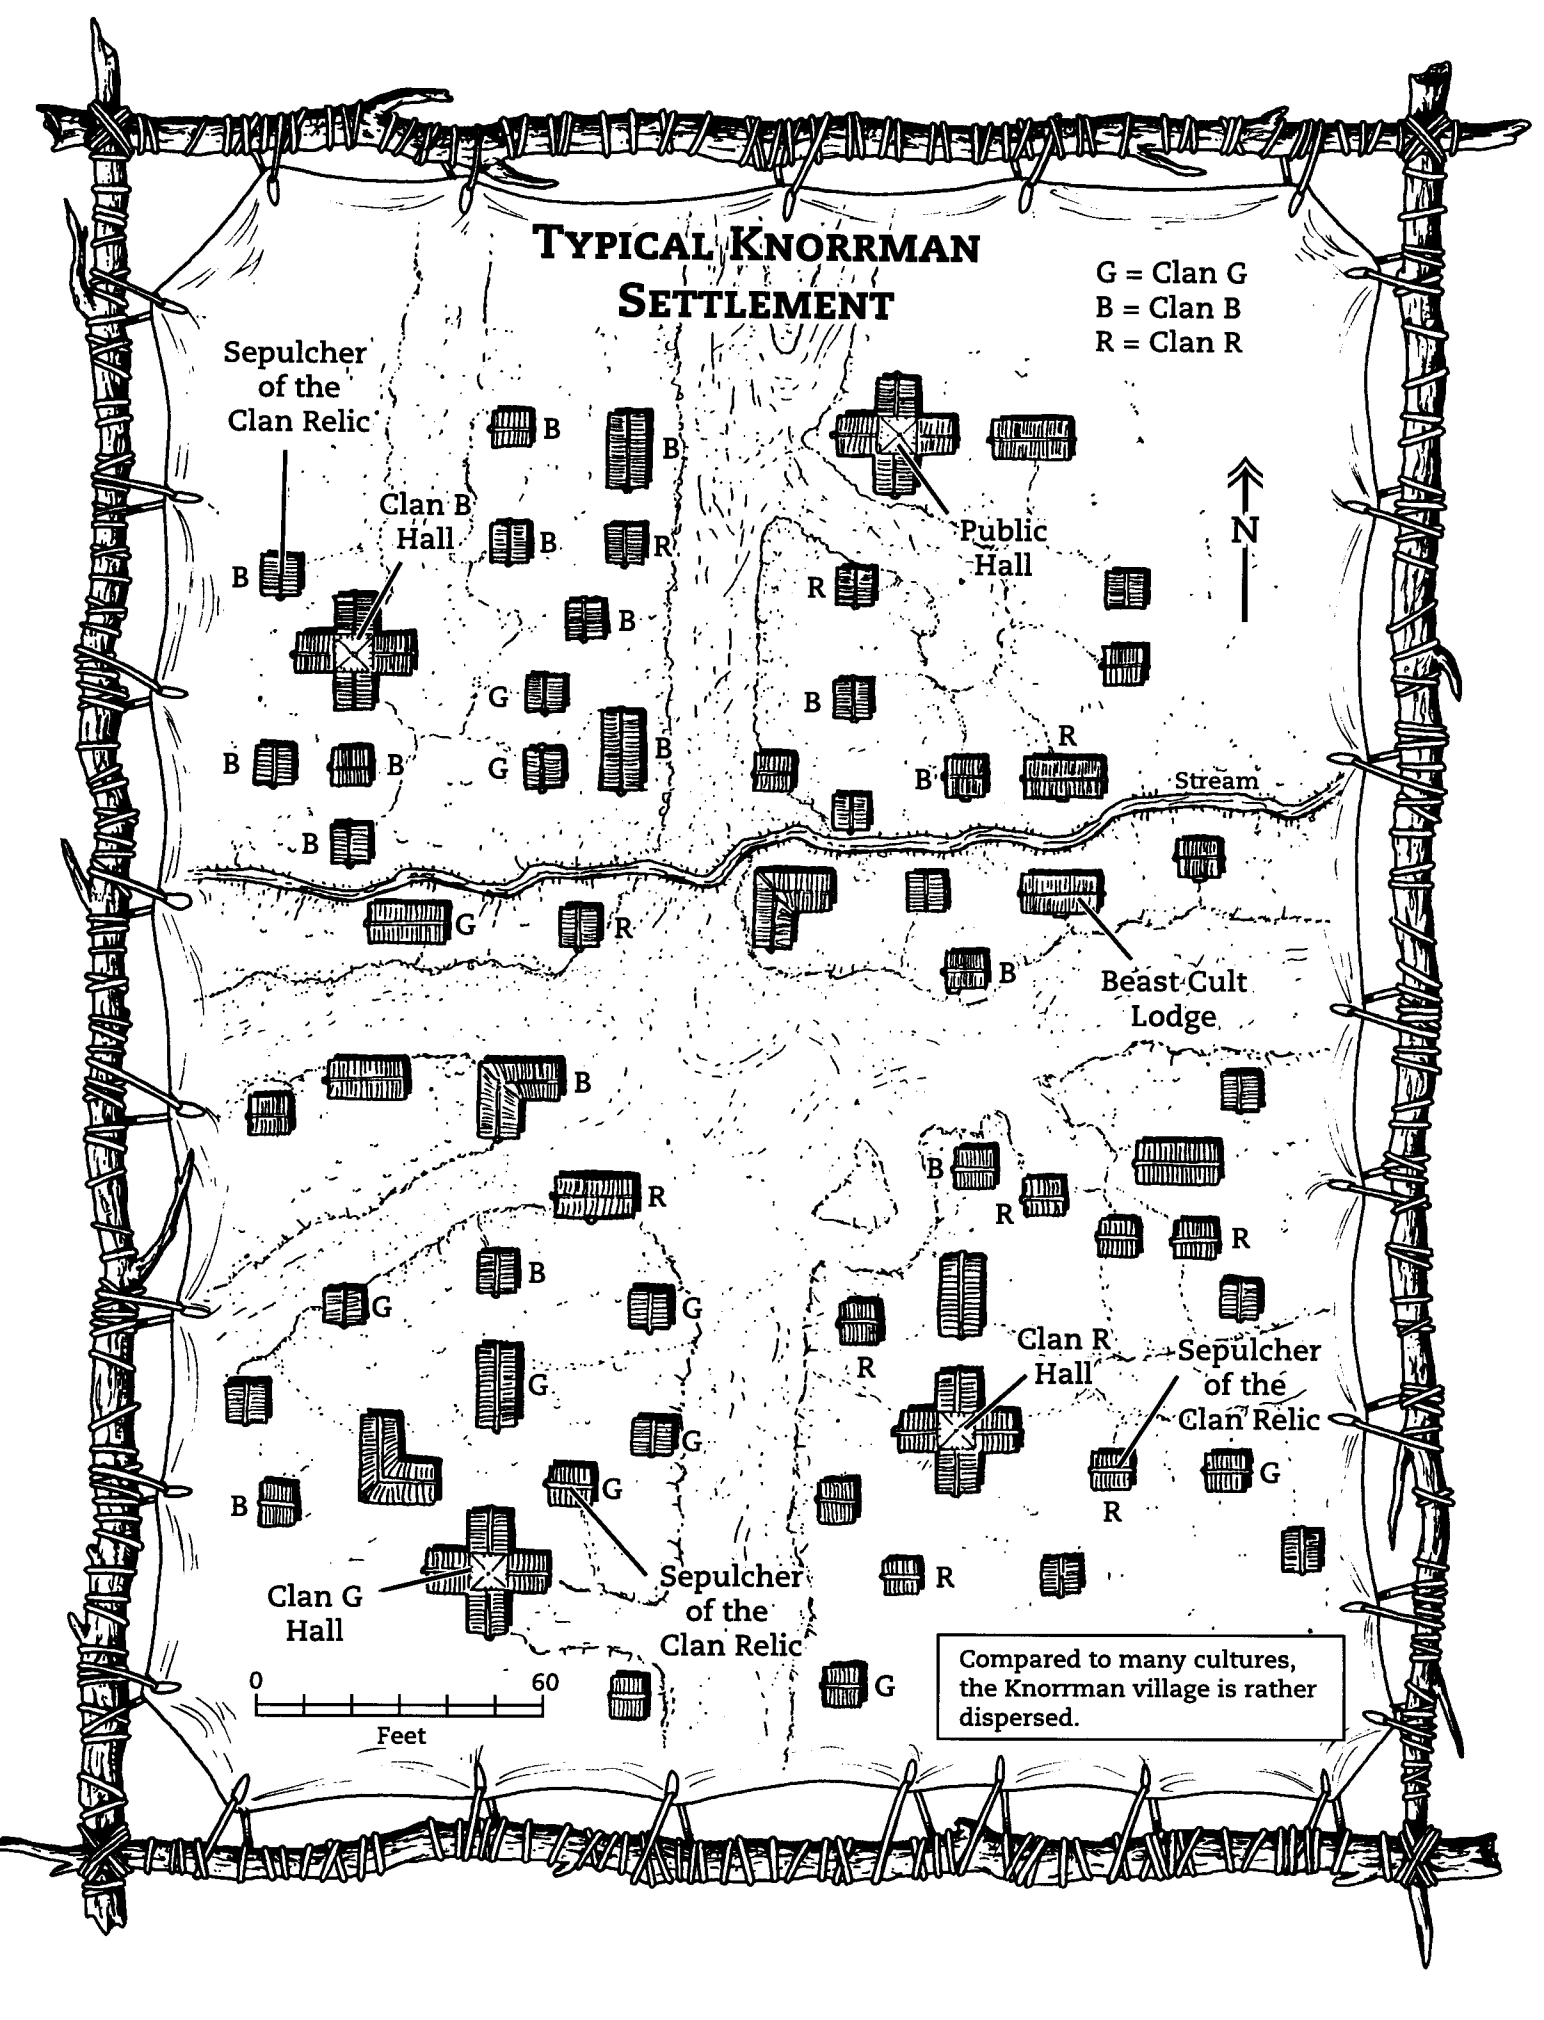 Typical Knorrman
Settlement
G = Clan G
B = Clan B
R = Clan R
Sepulcher
of the
Clan Relic
B
B
Clan B
Hall
Public
Hall
N
B
R
B
R
B
G
B
R
B
B
G
B
B
Stream
B
G
R
B
Beast Cult
Lodge
B
B
R
R
R
B
G
G
R
Clan R
Hall
Sepulcher
of the
Clan Relic
G
G
G
R
G
B
Clan G
Hall
Sepulcher
of the
Clan Relic
R
G
0 60
Feet
Compared to many cultures,
the Knorrman village is rather
dispersed.